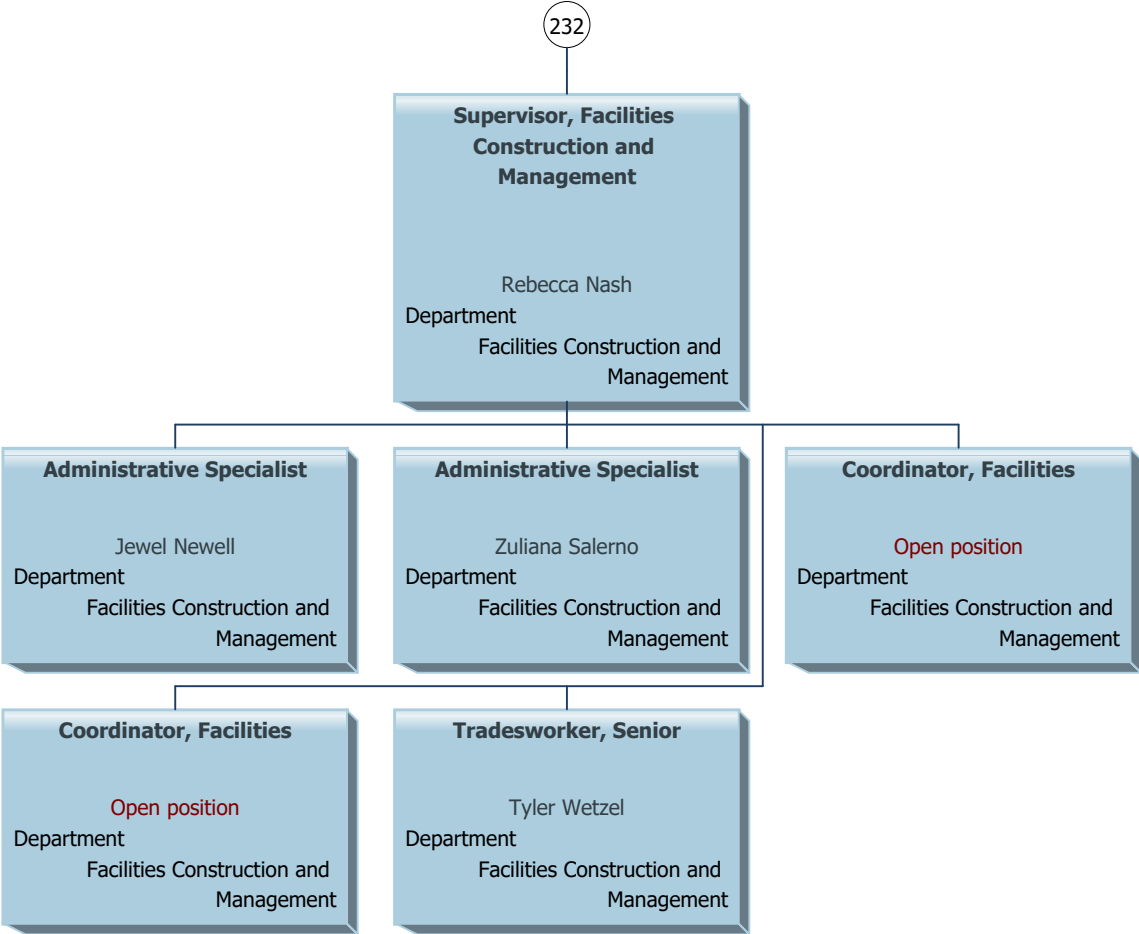 232
Supervisor, Facilities
Construction and
Management
Rebecca Nash
Department
Facilities Construction and
Management
Administrative Specialist
Jewel Newell
Department
Facilities Construction and
Management
Administrative Specialist
Zuliana Salerno
Department
Facilities Construction and
Management
Coordinator, Facilities
Open position
Department
Facilities Construction and
Management
Coordinator, Facilities
Open position
Department
Facilities Construction and
Management
Tradesworker, Senior
Tyler Wetzel
Department
Facilities Construction and
Management